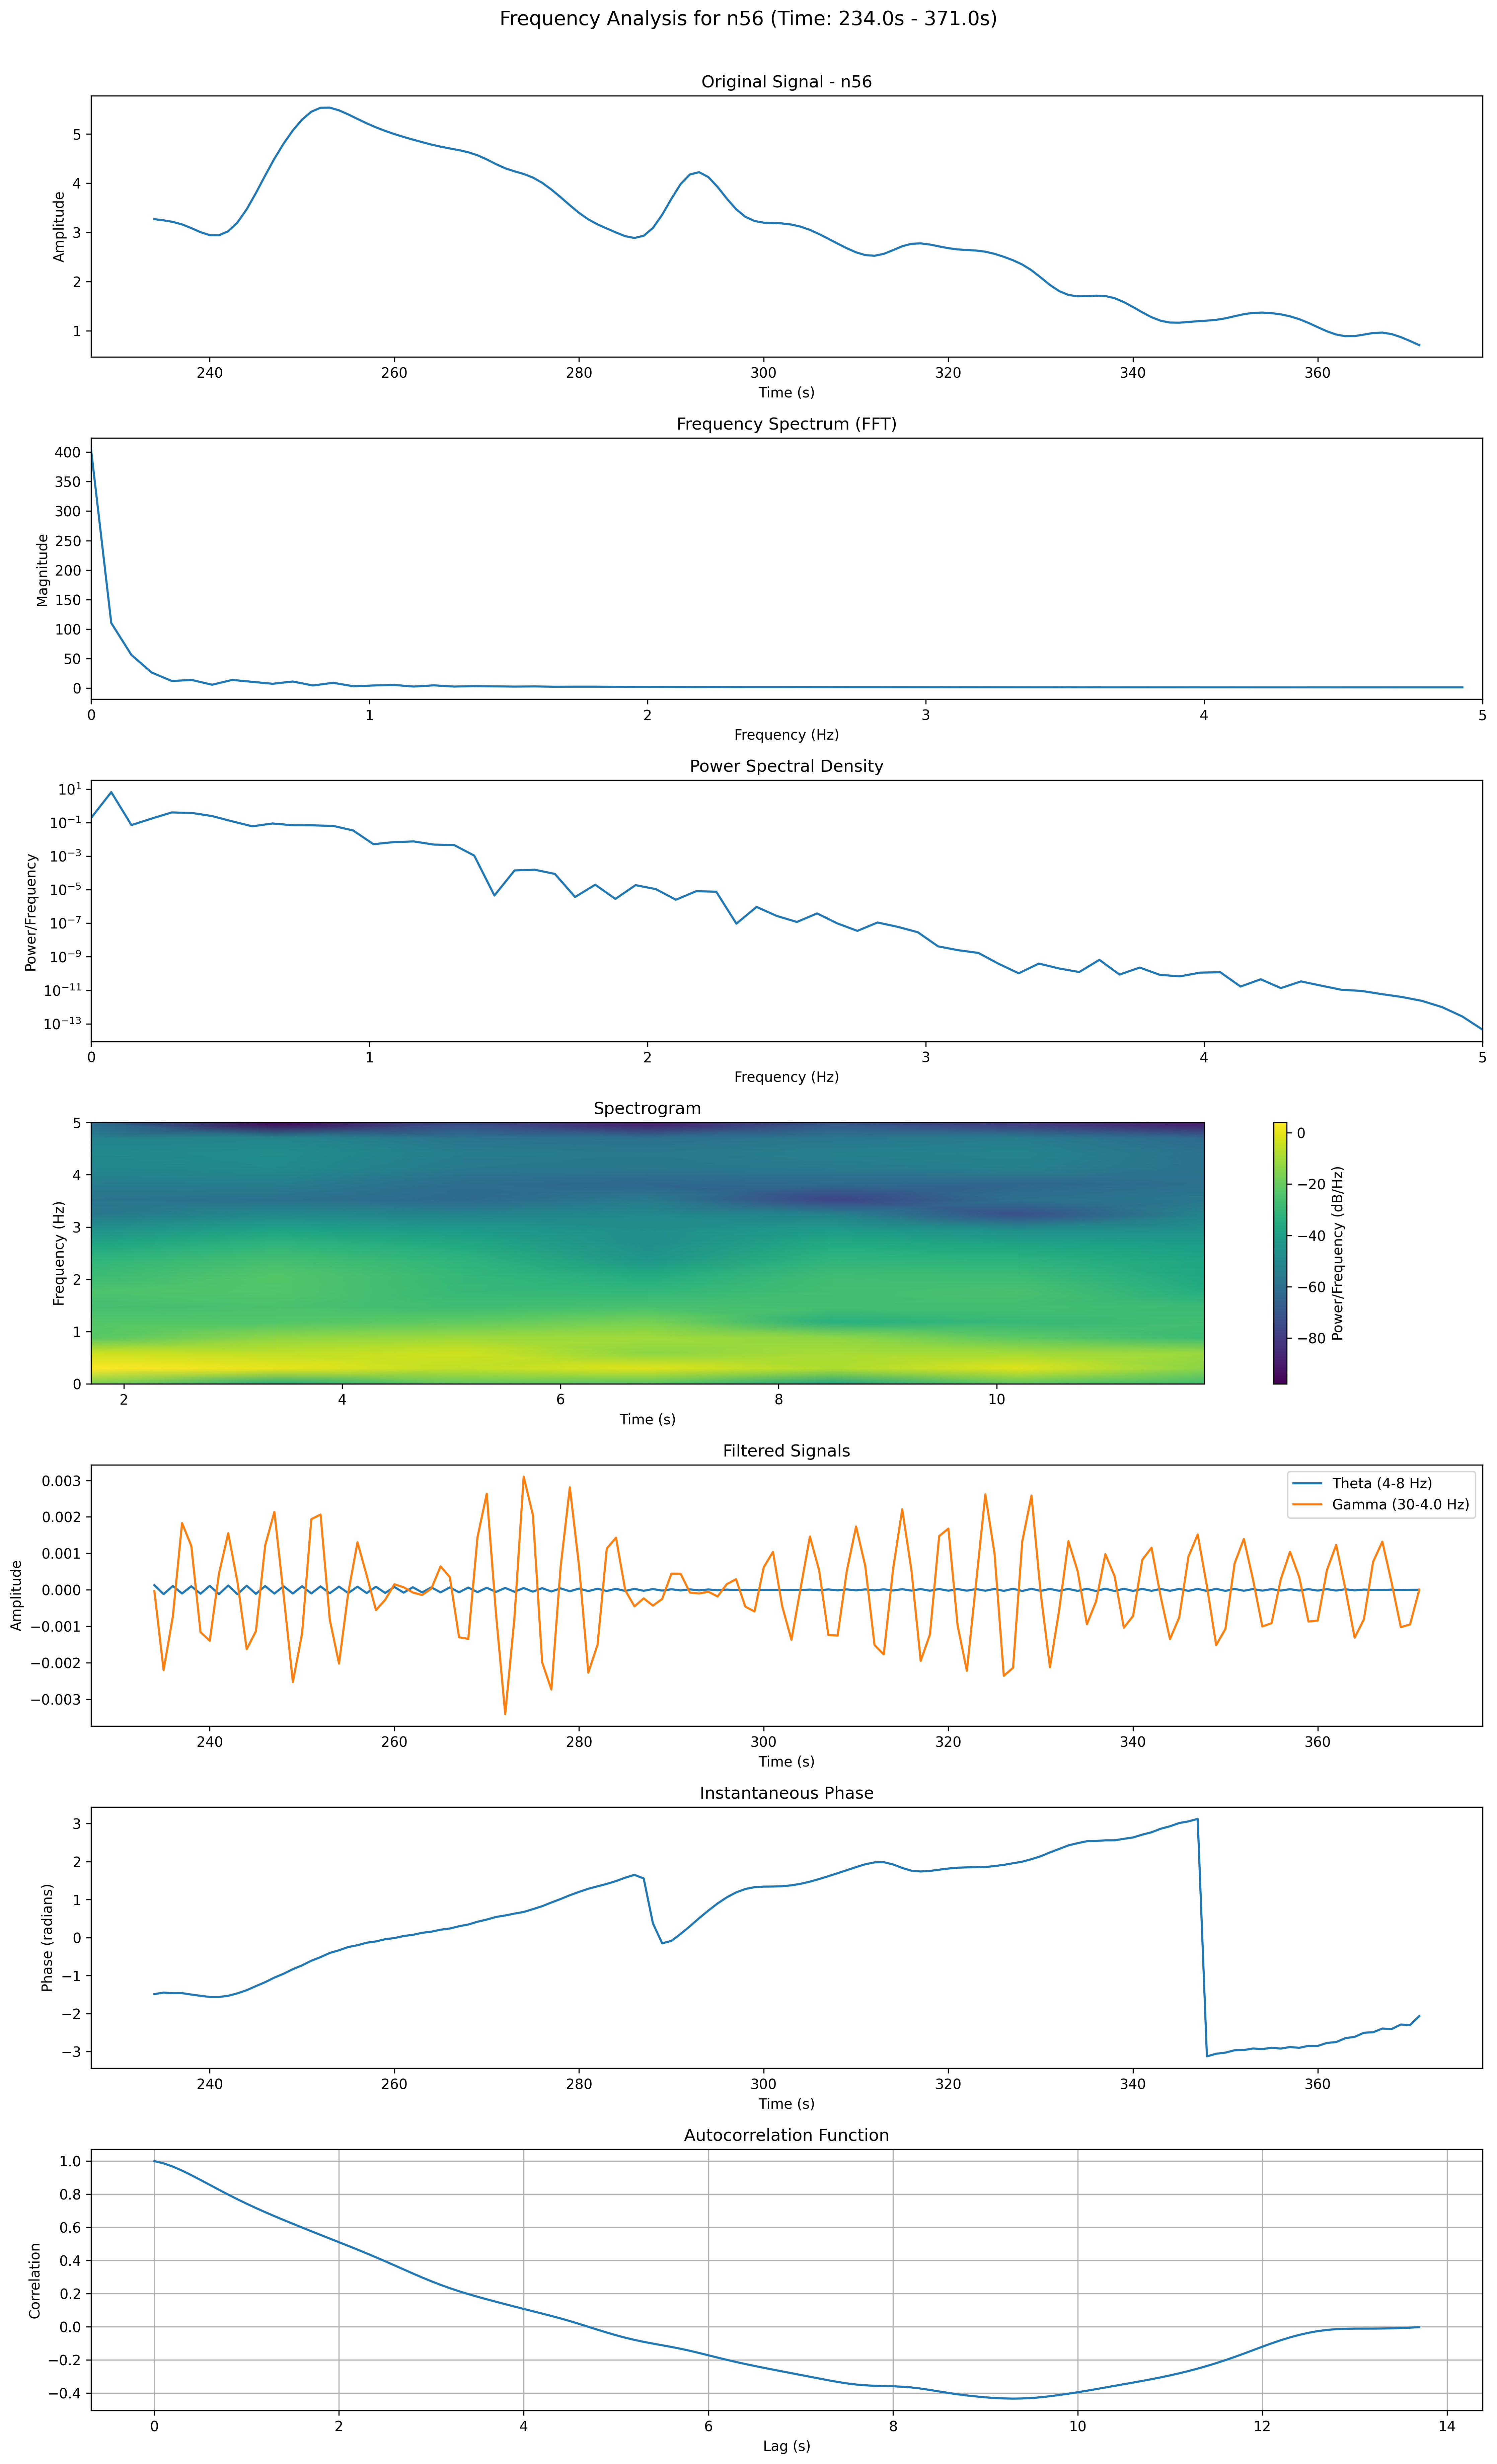 Frequency Analysis for n56 (Time: 234.0s - 371.0s)
Original Signal - n56
Amplitude
5
4
3
2
1
240 260 280 300 320 340 360
Time (s)
Frequency Spectrum (FFT)
Magnitude
400
350
300
250
200
150
100
50
0
0 1 2 3 4 5
Frequency (Hz)
Power Spectral Density
Power/Frequency
10¹
10⁻¹
10⁻³
10⁻⁵
10⁻⁷
10⁻⁹
10⁻¹¹
10⁻¹³
0 1 2 3 4 5
Frequency (Hz)
Spectrogram
Frequency (Hz)
5
4
3
2
1
0
2 4 6 8 10
Time (s)
0
−20
−40
−60
−80
Power/Frequency (dB/Hz)
Filtered Signals
Amplitude
0.003
0.002
0.001
0.000
−0.001
−0.002
−0.003
Theta (4-8 Hz)
Gamma (30-4.0 Hz)
240 260 280 300 320 340 360
Time (s)
Instantaneous Phase
Phase (radians)
3
2
1
0
−1
−2
−3
240 260 280 300 320 340 360
Time (s)
Autocorrelation Function
Correlation
1.0
0.8
0.6
0.4
0.2
0.0
−0.2
−0.4
0 2 4 6 8 10 12 14
Lag (s)